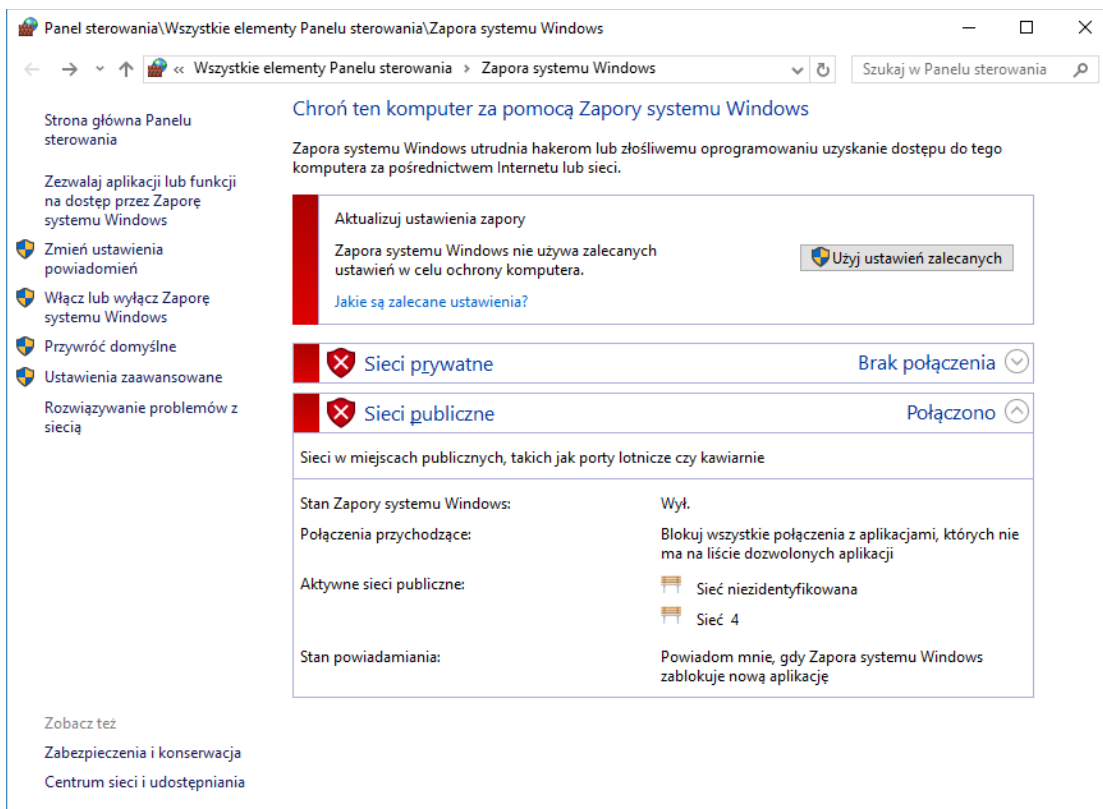 Panel sterowania\Wszystkie elementy Panelu sterowania\Zapora systemu Windows
« Wszystkie elementy Panelu sterowania > Zapora systemu Windows
Szukaj w Panelu sterowania
Strona główna Panelu
sterowania
Zezwalaj aplikacji lub funkcji
na dostęp przez Zaporę
systemu Windows
Zmień ustawienia
powiadomień
Włącz lub wyłącz Zaporę
systemu Windows
Przywróć domyślne
Ustawienia zaawansowane
Rozwiązywanie problemów z
siecią
Chroń ten komputer za pomocą Zapory systemu Windows
Zapora systemu Windows utrudnia hakerom lub złośliwemu oprogramowaniu uzyskanie dostępu do tego
komputera za pośrednictwem Internetu lub sieci.
Aktualizuj ustawienia zapory
Zapora systemu Windows nie używa zalecanych
ustawień w celu ochrony komputera.
Użyj ustawień zalecanych
Jakie są zalecane ustawienia?
Sieci prywatne Brak połączenia
Sieci publiczne Połączono
Sieci w miejscach publicznych, takich jak porty lotnicze czy kawiarnie
Stan Zapory systemu Windows: Wył.
Połączenia przychodzące: Blokuj wszystkie połączenia z aplikacjami, których nie
ma na liście dozwolonych aplikacji
Aktywne sieci publiczne: Sieć niezidentyfikowana
Sieć 4
Stan powiadamiania: Powiadom mnie, gdy Zapora systemu Windows
zablokuje nową aplikację
Zobacz też
Zabezpieczenia i konserwacja
Centrum sieci i udostępniania